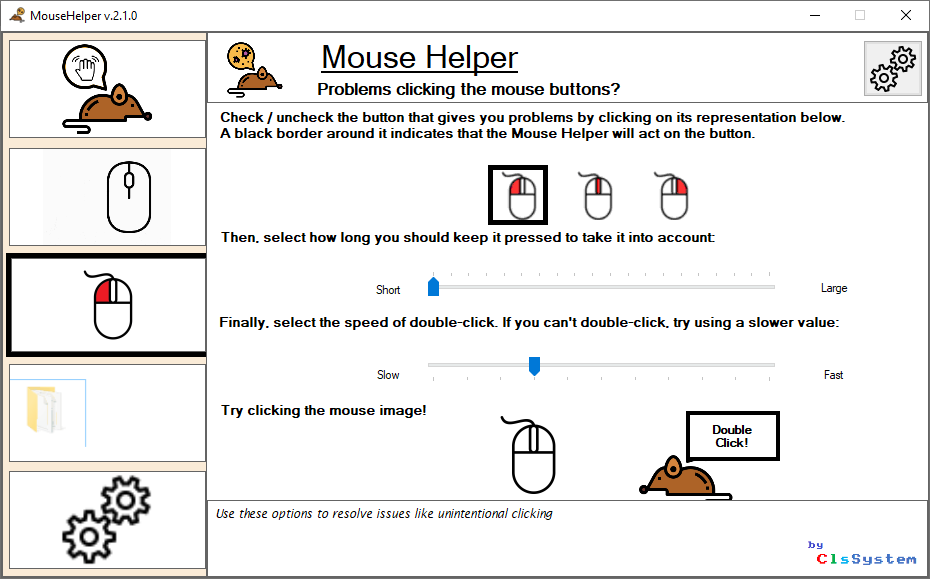 MouseHelper v.2.1.0
Mouse Helper
Problems clicking the mouse buttons?
Check / uncheck the button that gives you problems by clicking on its representation below.
A black border around it indicates that the Mouse Helper will act on the button.
Then, select how long you should keep it pressed to take it into account:
Short
Large
Finally, select the speed of double-click. If you can't double-click, try using a slower value:
Slow
Fast
Try clicking the mouse image!
Double
Click!
Use these options to resolve issues like unintentional clicking
by
ClsSystem